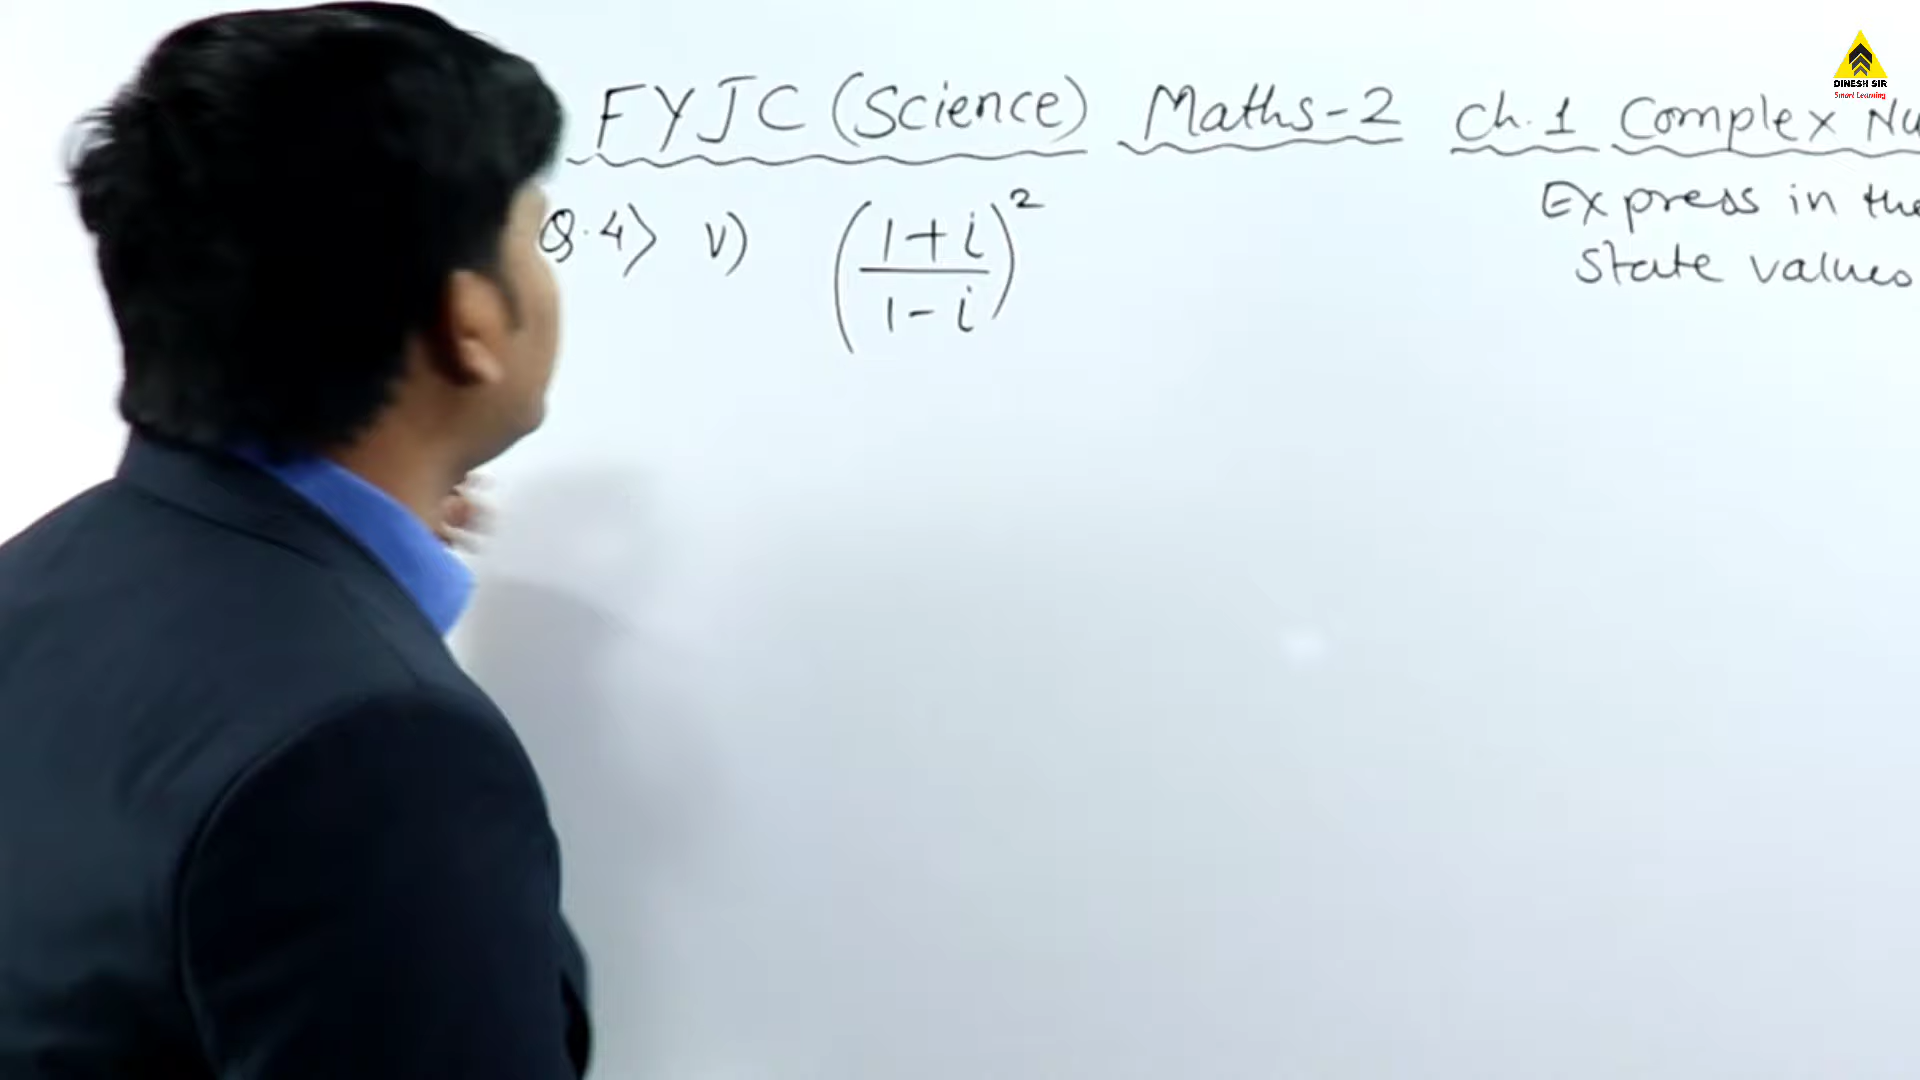 FYJC (Science) Maths-2 Ch.1 Complex
Q.4> V) (1+i/1-i)²
Express in the
state values
DINESH SIR
Smart Learning